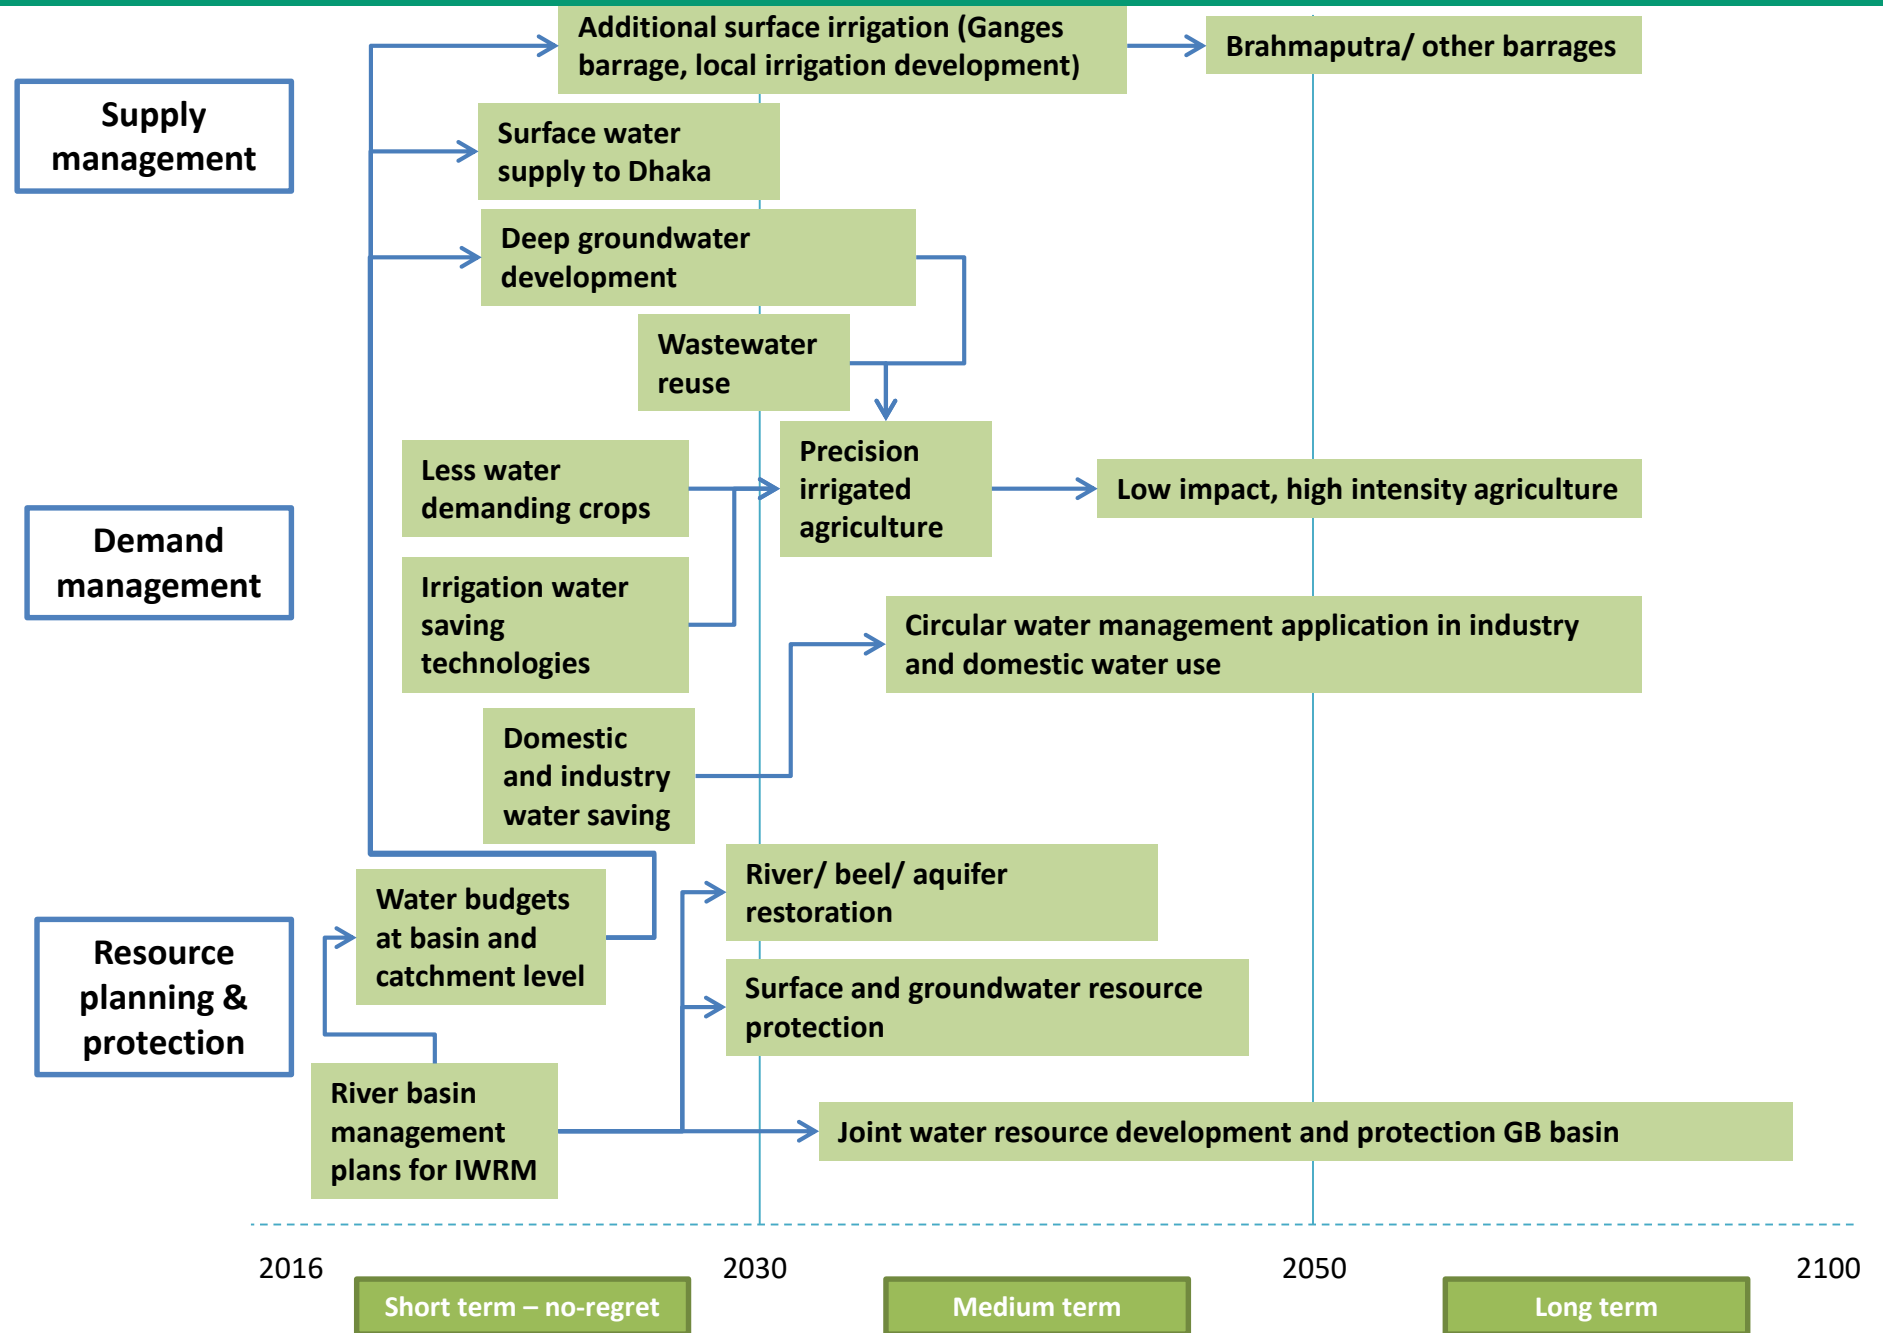 Additional surface irrigation (Ganges
barrage, local irrigation development)
Brahmaputra/ other barrages
Supply
management
Surface water
supply to Dhaka
Deep groundwater
development
Wastewater
reuse
Demand
management
Less water
demanding crops
Precision
irrigated
agriculture
Low impact, high intensity agriculture
Irrigation water
saving
technologies
Circular water management application in industry
and domestic water use
Domestic
and industry
water saving
Resource
planning &
protection
Water budgets
at basin and
catchment level
River/ beel/ aquifer
restoration
Surface and groundwater resource
protection
River basin
management
plans for IWRM
Joint water resource development and protection GB basin
2016
2030
2050
2100
Short term – no-regret
Medium term
Long term